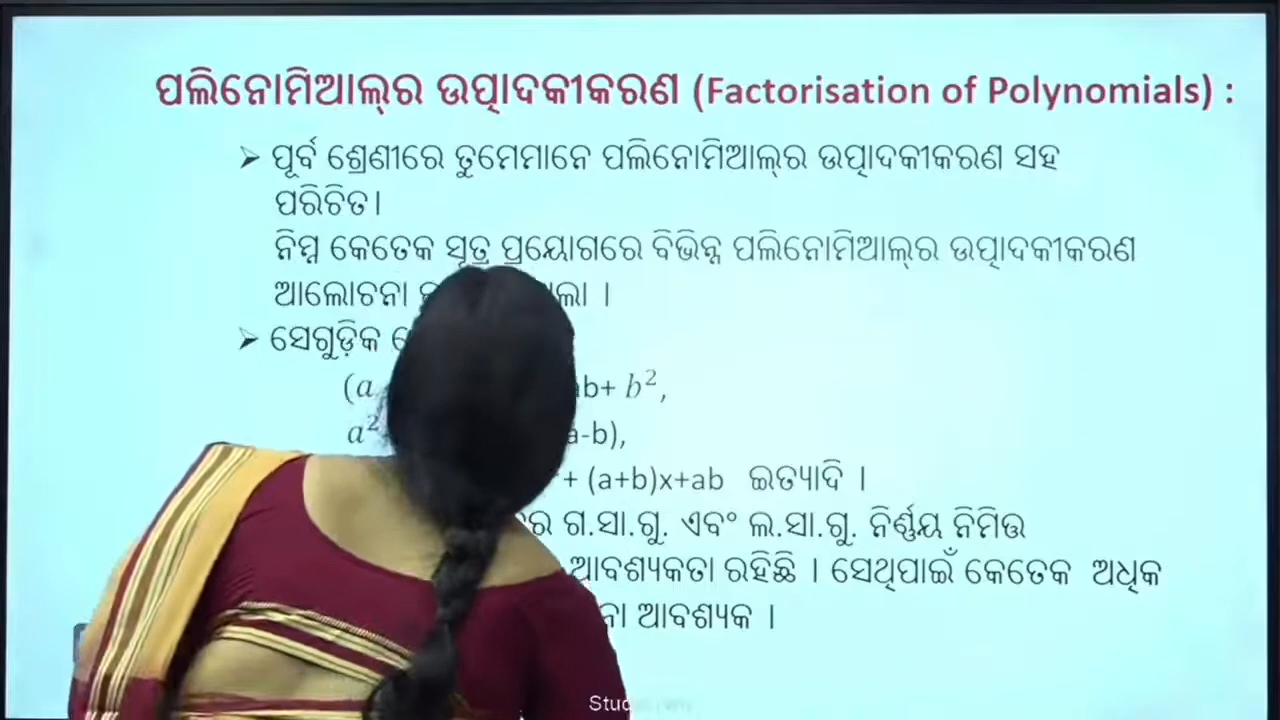 ପଲିନୋମିଆଲ୍‌ର ଉତ୍ପାଦକୀକରଣ (Factorisation of Polynomials) :
➢ ପୂର୍ବ ଶ୍ରେଣୀରେ ତୁମେମାନେ ପଲିନୋମିଆଲ୍‌ର ଉତ୍ପାଦକୀକରଣ ସହ
ପରିଚିତ।
ନିମ୍ନ କେତେକ ସୂତ୍ର ପ୍ରୟୋଗରେ ବିଭିନ୍ନ ପଲିନୋମିଆଲ୍‌ର ଉତ୍ପାଦକୀକରଣ
ଆଲୋଚନା
➢ ସେଗୁଡ଼ିକ
(a ab+ b²,
a² a-b),
+ (a+b)x+ab ଇତ୍ୟାଦି ।
ଗ.ସା.ଗୁ. ଏବଂ ଲ.ସା.ଗୁ. ନିର୍ଣ୍ଣୟ ନିମିତ୍ତ
ଆବଶ୍ୟକତା ରହିଛି । ସେଥିପାଇଁ କେତେକ ଅଧିକ
ଆବଶ୍ୟକ ।